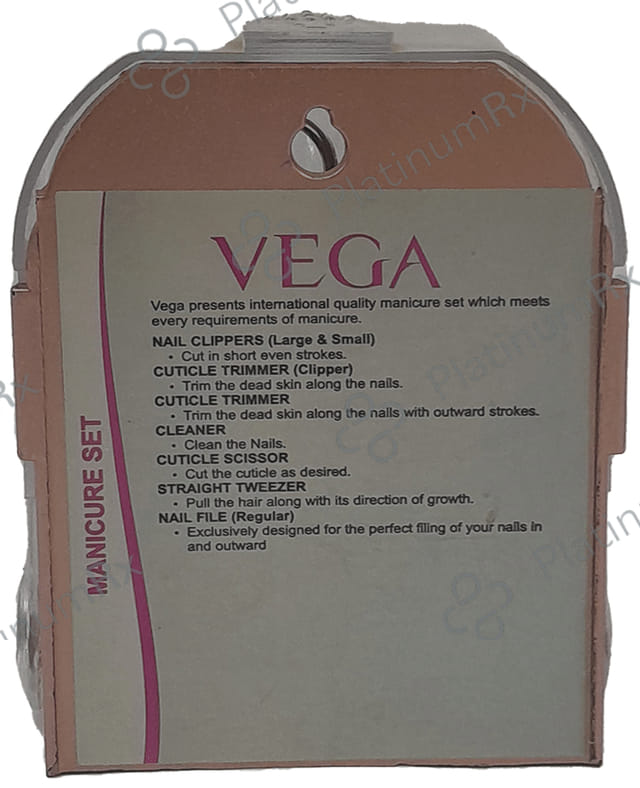 VEGA
Vega presents international quality manicure set which meets
every requirements of manicure.
NAIL CLIPPERS (Large & Small)
• Cut in short even strokes.
CUTICLE TRIMMER (Clipper)
• Trim the dead skin along the nails.
CUTICLE TRIMMER
• Trim the dead skin along the nails with outward strokes.
CLEANER
• Clean the Nails.
CUTICLE SCISSOR
• Cut the cuticle as desired.
STRAIGHT TWEEZER
• Pull the hair along with its direction of growth.
NAIL FILE (Regular)
• Exclusively designed for the perfect filing of your nails in
and outward
MANICURE SET
PlatinumRx
PlatinumRx
PlatinumRx
PlatinumRx